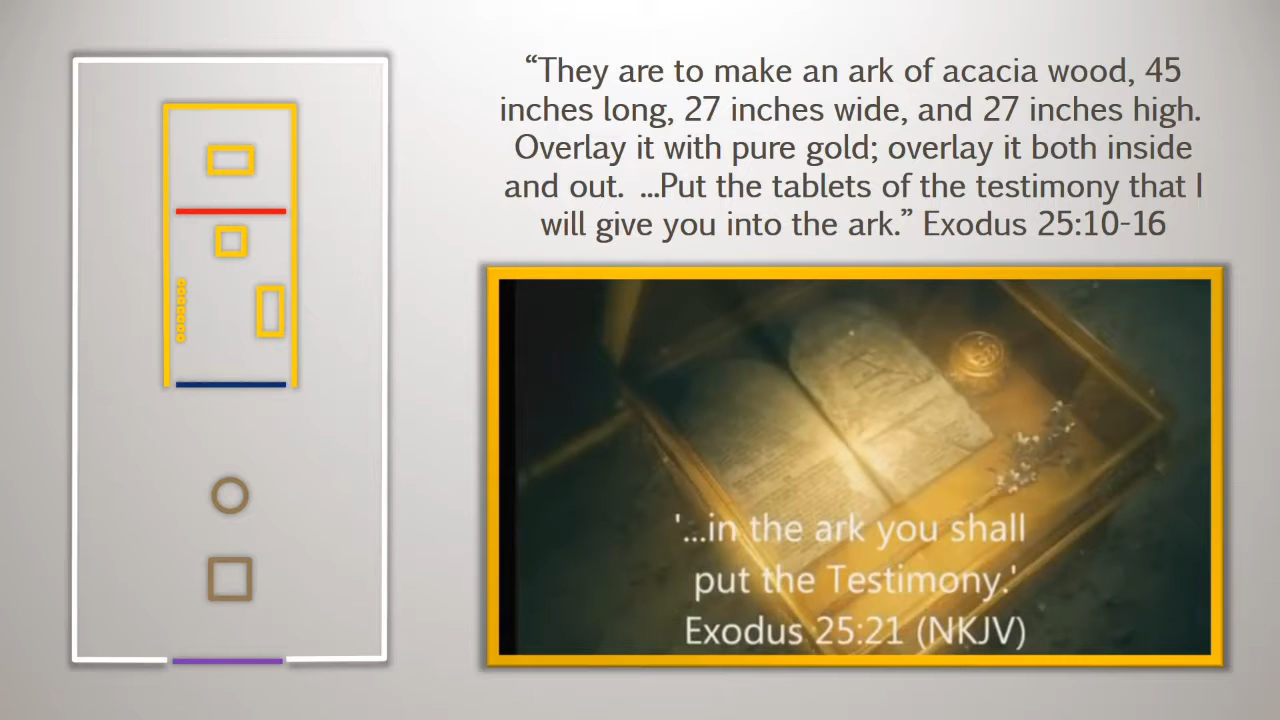 “They are to make an ark of acacia wood, 45
inches long, 27 inches wide, and 27 inches high.
Overlay it with pure gold; overlay it both inside
and out.  ...Put the tablets of the testimony that I
will give you into the ark.” Exodus 25:10-16
'...in the ark you shall
put the Testimony.'
Exodus 25:21 (NKJV)